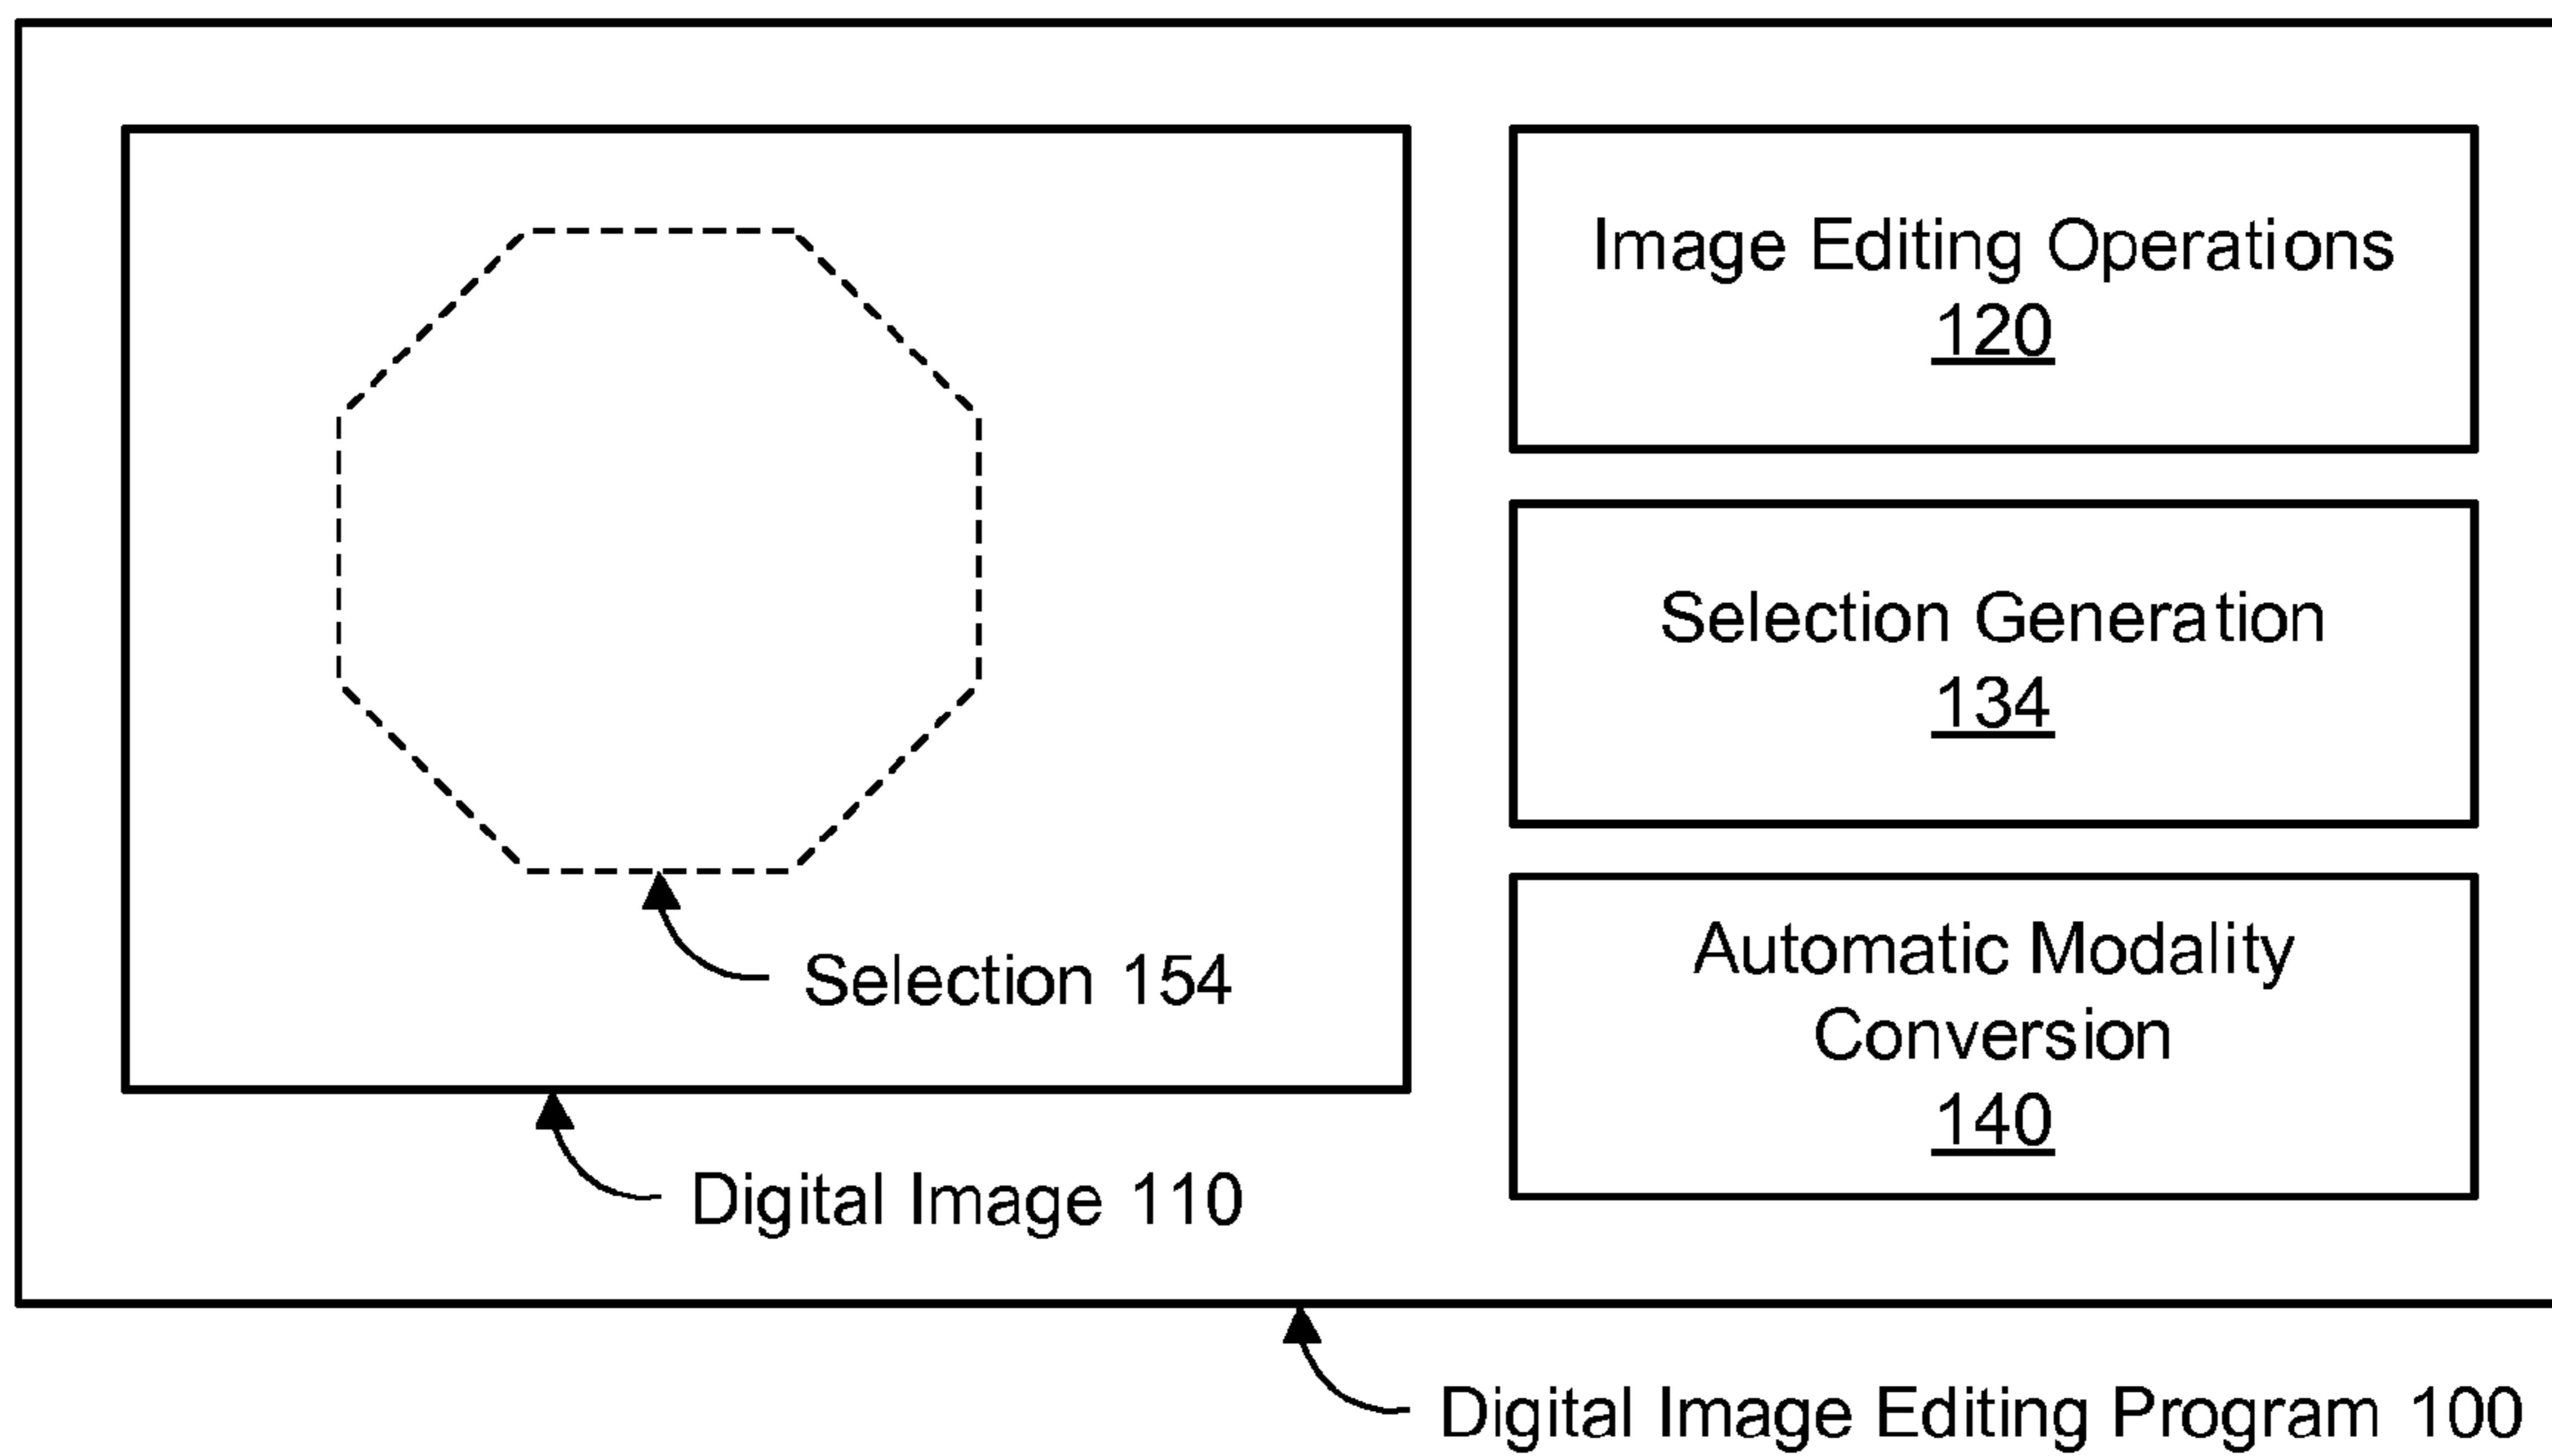 Image Editing Operations
120
Selection Generation
134
Automatic Modality
Conversion
140
Selection 154
Digital Image 110
Digital Image Editing Program 100